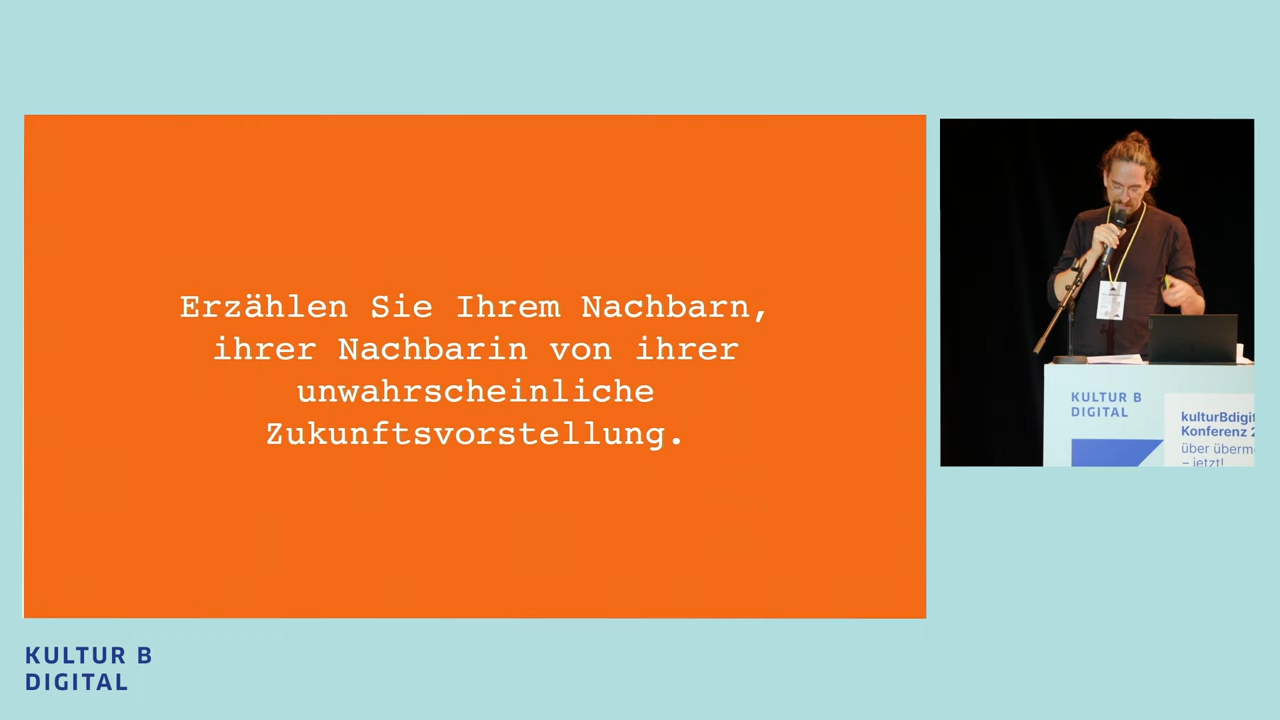 Erzählen Sie Ihrem Nachbarn,
ihrer Nachbarin von ihrer
unwahrscheinliche
Zukunftsvorstellung.
KULTUR B
DIGITAL
kulturBdigit
Konferenz 2
über überm
– jetzt!
KULTUR B
DIGITAL